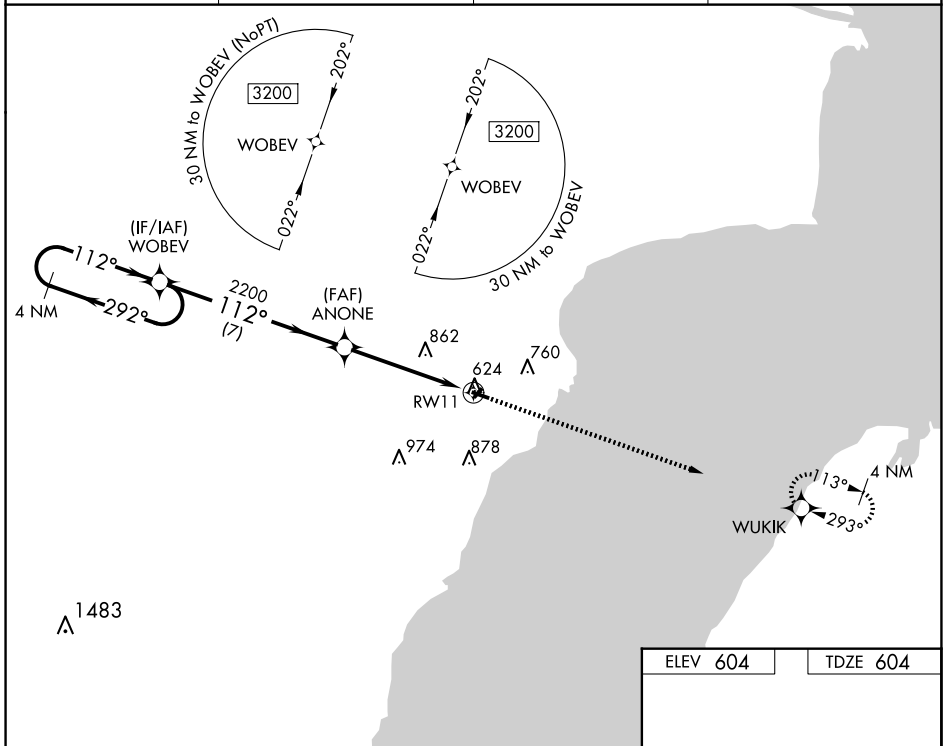 30 NM to WOBEV (NoPT)
202°
3200
WOBEV
022°
202°
3200
WOBEV
022°
30 NM to WOBEV
(IF/IAF)
WOBEV
112°
4 NM
292°
2200
112°
(7)
(FAF)
ANONE
862
760
624
RW11
974
878
113°
4 NM
293°
WUKIK
1483
ELEV 604
TDZE 604